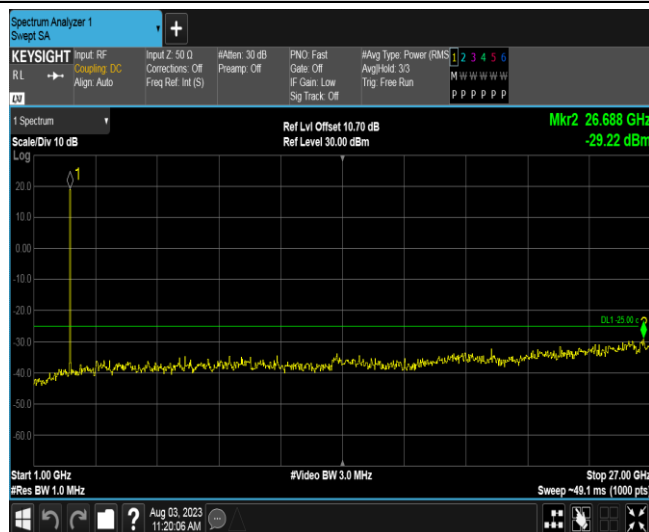 Spectrum Analyzer 1
Swept SA
KEYSIGHT
RL
LXI
Input: RF
Coupling: DC
Align: Auto
Input Z: 50 Ω
Corrections: Off
Freq Ref: Int (S)
#Atten: 30 dB
Preamp: Off
PNO: Fast
Gate: Off
IF Gain: Low
Sig Track: Off
#Avg Type: Power (RMS
Avg|Hold: 3/3
Trig: Free Run
1 2 3 4 5 6
M W W W W W
P P P P P P
1 Spectrum
Scale/Div 10 dB
Log
Ref Lvl Offset 10.70 dB
Ref Level 30.00 dBm
Mkr2 26.688 GHz
-29.22 dBm
1
20.0
10.0
0.00
-10.0
-20.0
DL1 -25.00
2
-30.0
-40.0
-50.0
-60.0
Start 1.00 GHz
#Video BW 3.0 MHz
Stop 27.00 GHz
#Res BW 1.0 MHz
Sweep ~49.1 ms (1000 pts)
?
Aug 03, 2023
11:20:06 AM